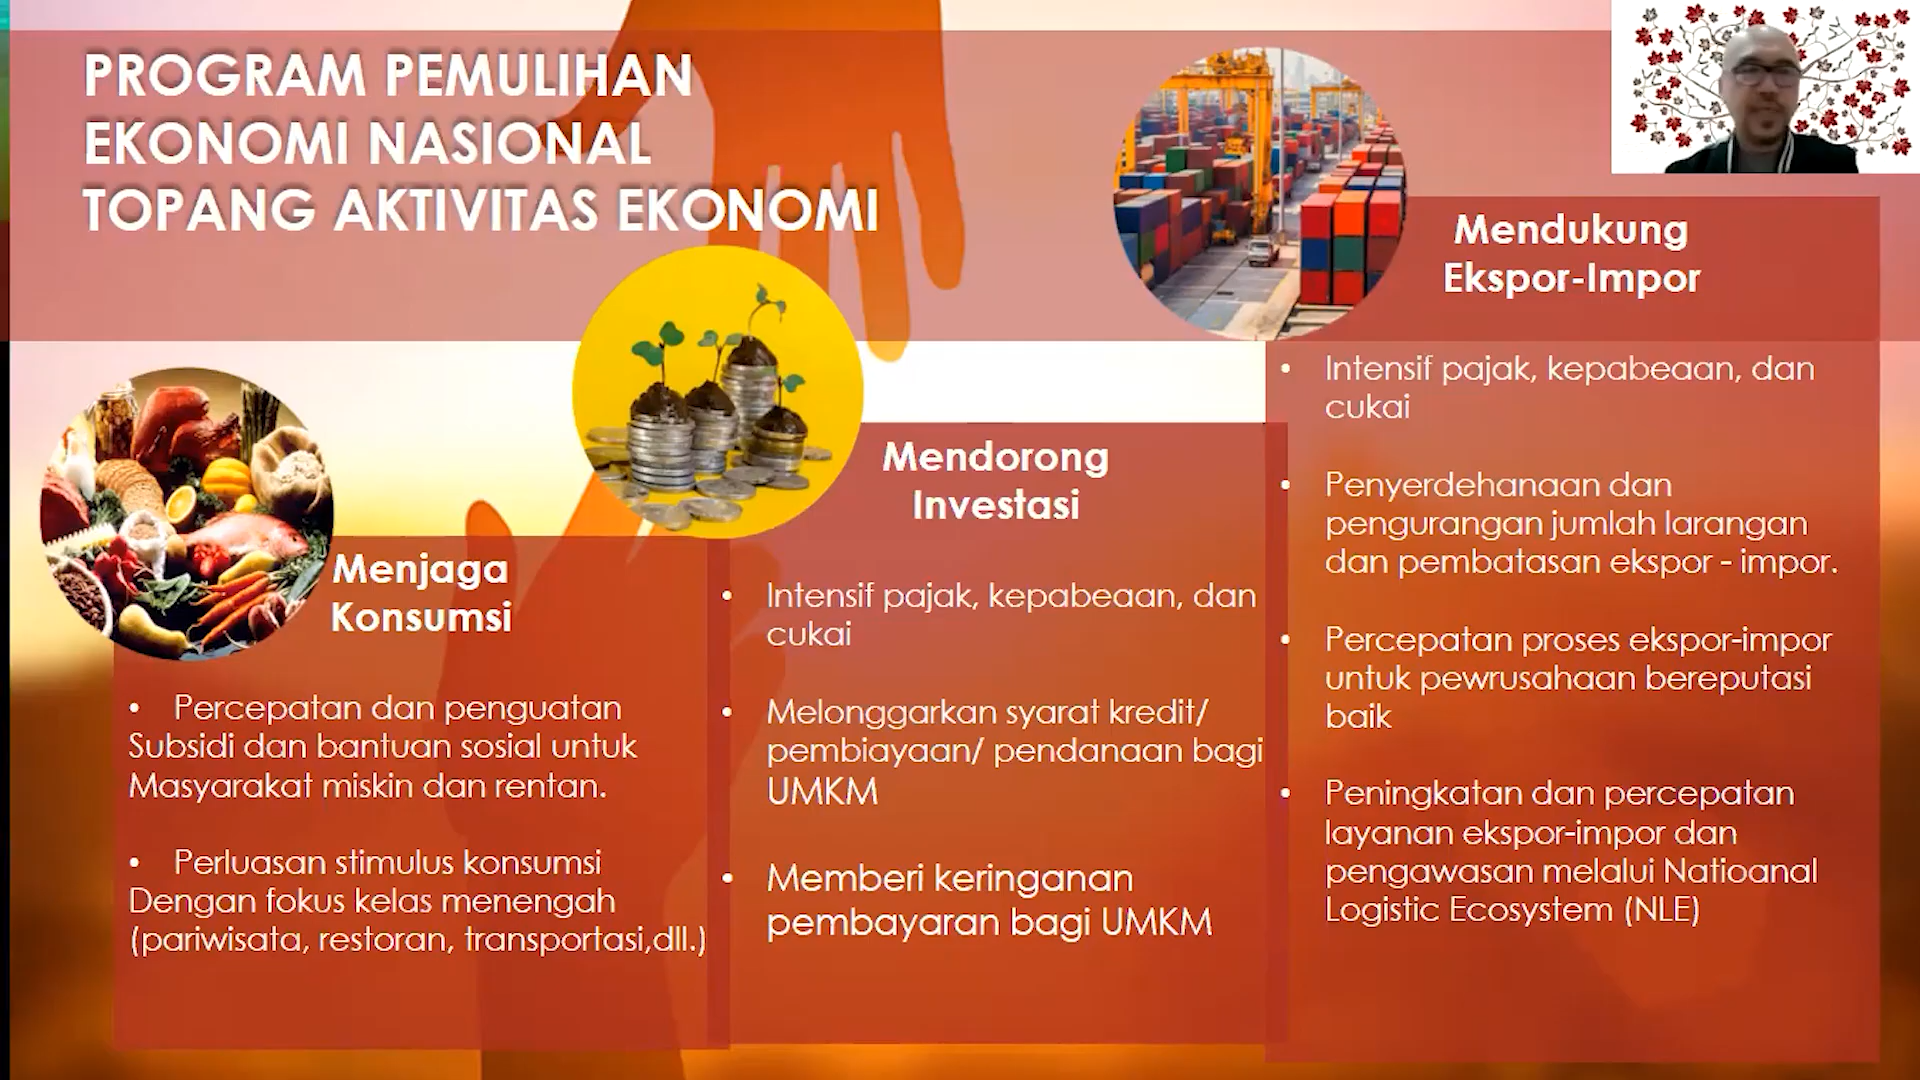 PROGRAM PEMULIHAN
EKONOMI NASIONAL
TOPANG AKTIVITAS EKONOMI
Menjaga
Konsumsi
• Percepatan dan penguatan
Subsidi dan bantuan sosial untuk
Masyarakat miskin dan rentan.
• Perluasan stimulus konsumsi
Dengan fokus kelas menengah
(pariwisata, restoran, transportasi,dll.)
Mendorong
Investasi
• Intensif pajak, kepabeaan, dan
cukai
• Melonggarkan syarat kredit/
pembiayaan/ pendanaan bagi
UMKM
• Memberi keringanan
pembayaran bagi UMKM
Mendukung
Ekspor-Impor
• Intensif pajak, kepabeaan, dan
cukai
• Penyerdehanaan dan
pengurangan jumlah larangan
dan pembatasan ekspor - impor.
• Percepatan proses ekspor-impor
untuk pewrusahaan bereputasi
baik
• Peningkatan dan percepatan
layanan ekspor-impor dan
pengawasan melalui Natioanal
Logistic Ecosystem (NLE)